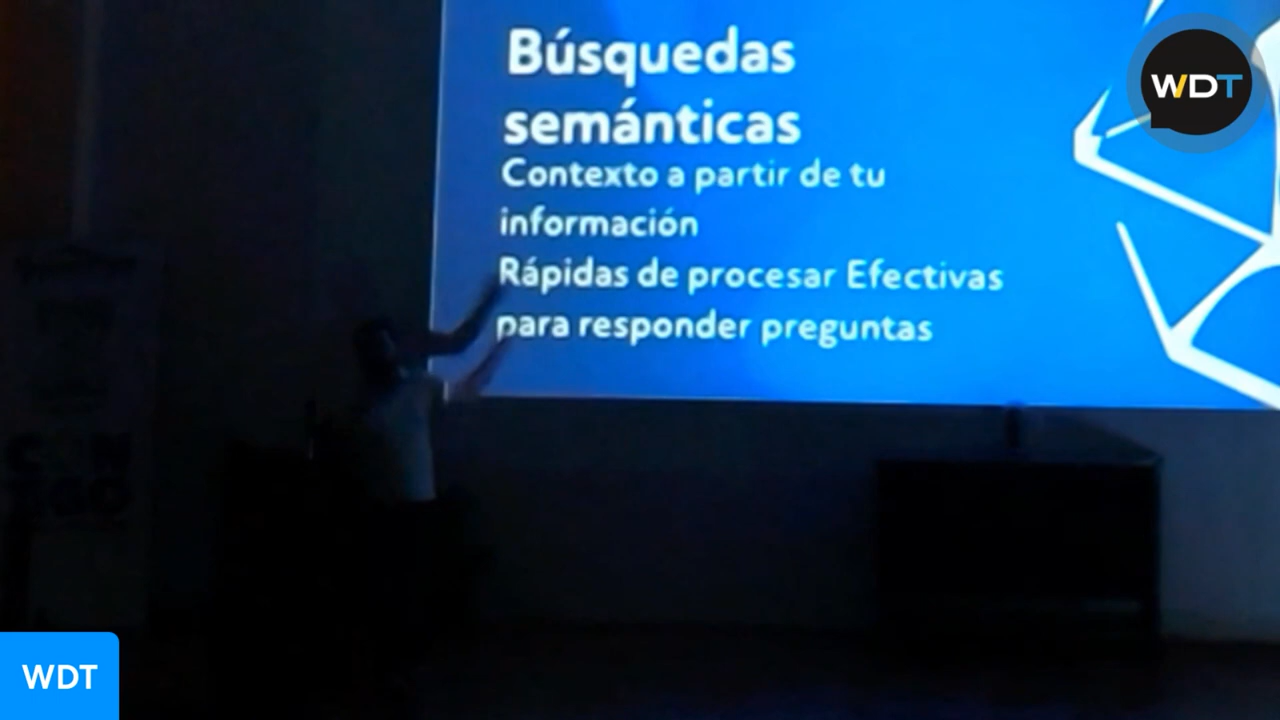 Búsquedas
semánticas
Contexto a partir de tu
información
Rápidas de procesar Efectivas
para responder preguntas
WDT
WDT